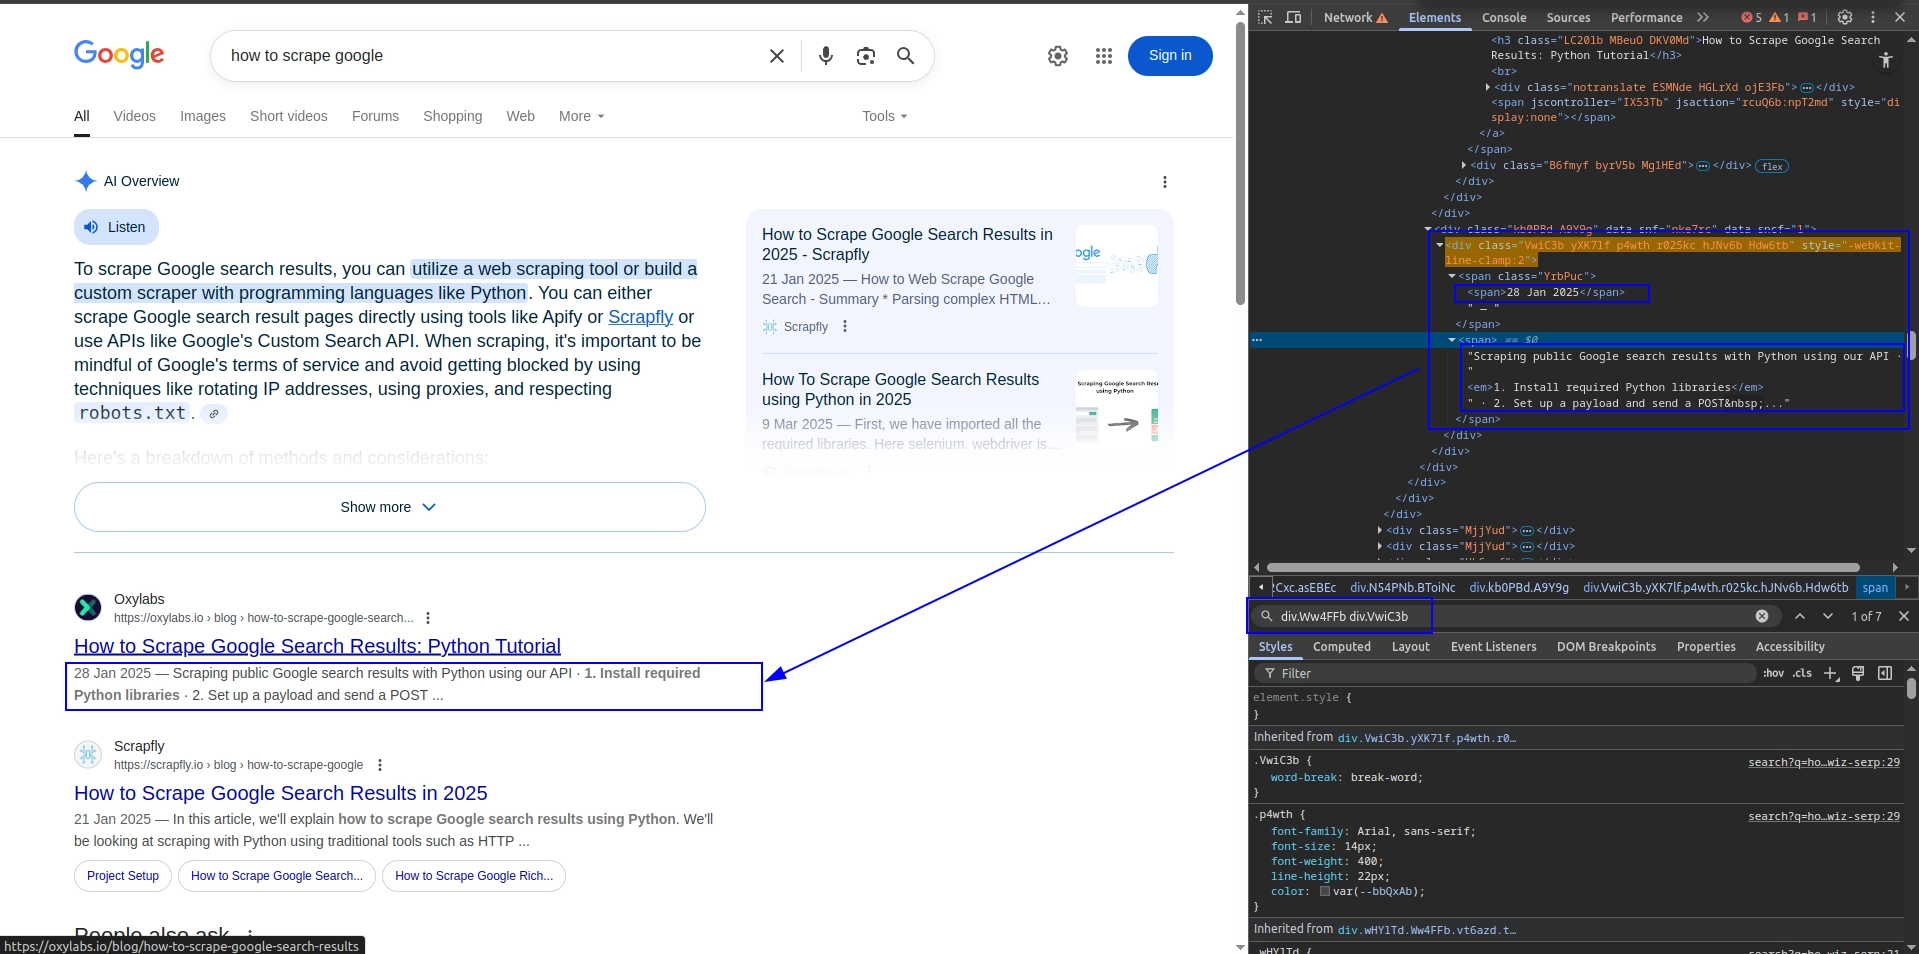 Google
how to scrape google
Sign in
All
Videos
Images
Short videos
Forums
Shopping
Web
More
Tools
AI Overview
Listen
To scrape Google search results, you can utilize a web scraping tool or build a
custom scraper with programming languages like Python. You can either
scrape Google search result pages directly using tools like Apify or Scrapfly or
use APIs like Google's Custom Search API. When scraping, it's important to be
mindful of Google's terms of service and avoid getting blocked by using
techniques like rotating IP addresses, using proxies, and respecting
robots.txt.
Here's a breakdown of methods and considerations:
Show more
How to Scrape Google Search Results in
2025 - Scrapfly
21 Jan 2025 — How to Web Scrape Google
Search - Summary * Parsing complex HTML...
Scrapfly
How To Scrape Google Search Results
using Python in 2025
9 Mar 2025 — First, we have imported all the
required libraries. Here selenium. webdriver is...
Oxylabs
https://oxylabs.io › blog › how-to-scrape-google-search...
How to Scrape Google Search Results: Python Tutorial
28 Jan 2025 — Scraping public Google search results with Python using our API · 1. Install required
Python libraries · 2. Set up a payload and send a POST ...
Scrapfly
https://scrapfly.io › blog › how-to-scrape-google
How to Scrape Google Search Results in 2025
21 Jan 2025 — In this article, we'll explain how to scrape Google search results using Python. We'll
be looking at scraping with Python using traditional tools such as HTTP ...
Project Setup
How to Scrape Google Search...
How to Scrape Google Rich...
People also ask
https://oxylabs.io/blog/how-to-scrape-google-search-results
Network
Elements
Console
Sources
Performance
5
1
1
<h3 class="LC20lb MBeuO DKV0Md">How to Scrape Google Search
Results: Python Tutorial</h3>
<br>
<div class="notranslate ESMNde HGLrXd ojE3Fb">…</div>
<span jscontroller="IX53Tb" jsaction="rcuQ6b:npT2md" style="di
splay:none"></span>
</a>
</span>
<div class="B6fmyf byrV5b Mg1HEd">…</div> flex
</div>
</div>
</div>
<div class="kb0PBd A9Y9g" data-snf="nke7rc" data-sncf="1">
<div class="VwiC3b yXK7lf p4wth r025kc hJNv6b Hdw6tb" style="-webkit-
line-clamp:2">
<span class="YrbPuc">
<span>28 Jan 2025</span>
" — "
</span>
<span> == $0
"Scraping public Google search results with Python using our API ·
"
<em>1. Install required Python libraries</em>
" · 2. Set up a payload and send a POST&nbsp;..."
</span>
</div>
</div>
</div>
</div>
</div>
</div>
<div class="MjjYud">…</div>
<div class="MjjYud">…</div>
:Cxc.asEBEc
div.N54PNb.BToiNc
div.kb0PBd.A9Y9g
div.VwiC3b.yXK7lf.p4wth.r025kc.hJNv6b.Hdw6tb
span
div.Ww4FFb div.VwiC3b
1 of 7
Styles
Computed
Layout
Event Listeners
DOM Breakpoints
Properties
Accessibility
Filter
:hov
.cls
element.style {
}
Inherited from div.VwiC3b.yXK7lf.p4wth.r0…
.VwiC3b {
search?q=ho…wiz-serp:29
word-break: break-word;
}
.p4wth {
search?q=ho…wiz-serp:29
font-family: Arial, sans-serif;
font-size: 14px;
font-weight: 400;
line-height: 22px;
color: var(--bbQxAb);
}
Inherited from div.wHYlTd.Ww4FFb.vt6azd.t…
.wHYlTd {
search?q=ho…wiz-serp:21